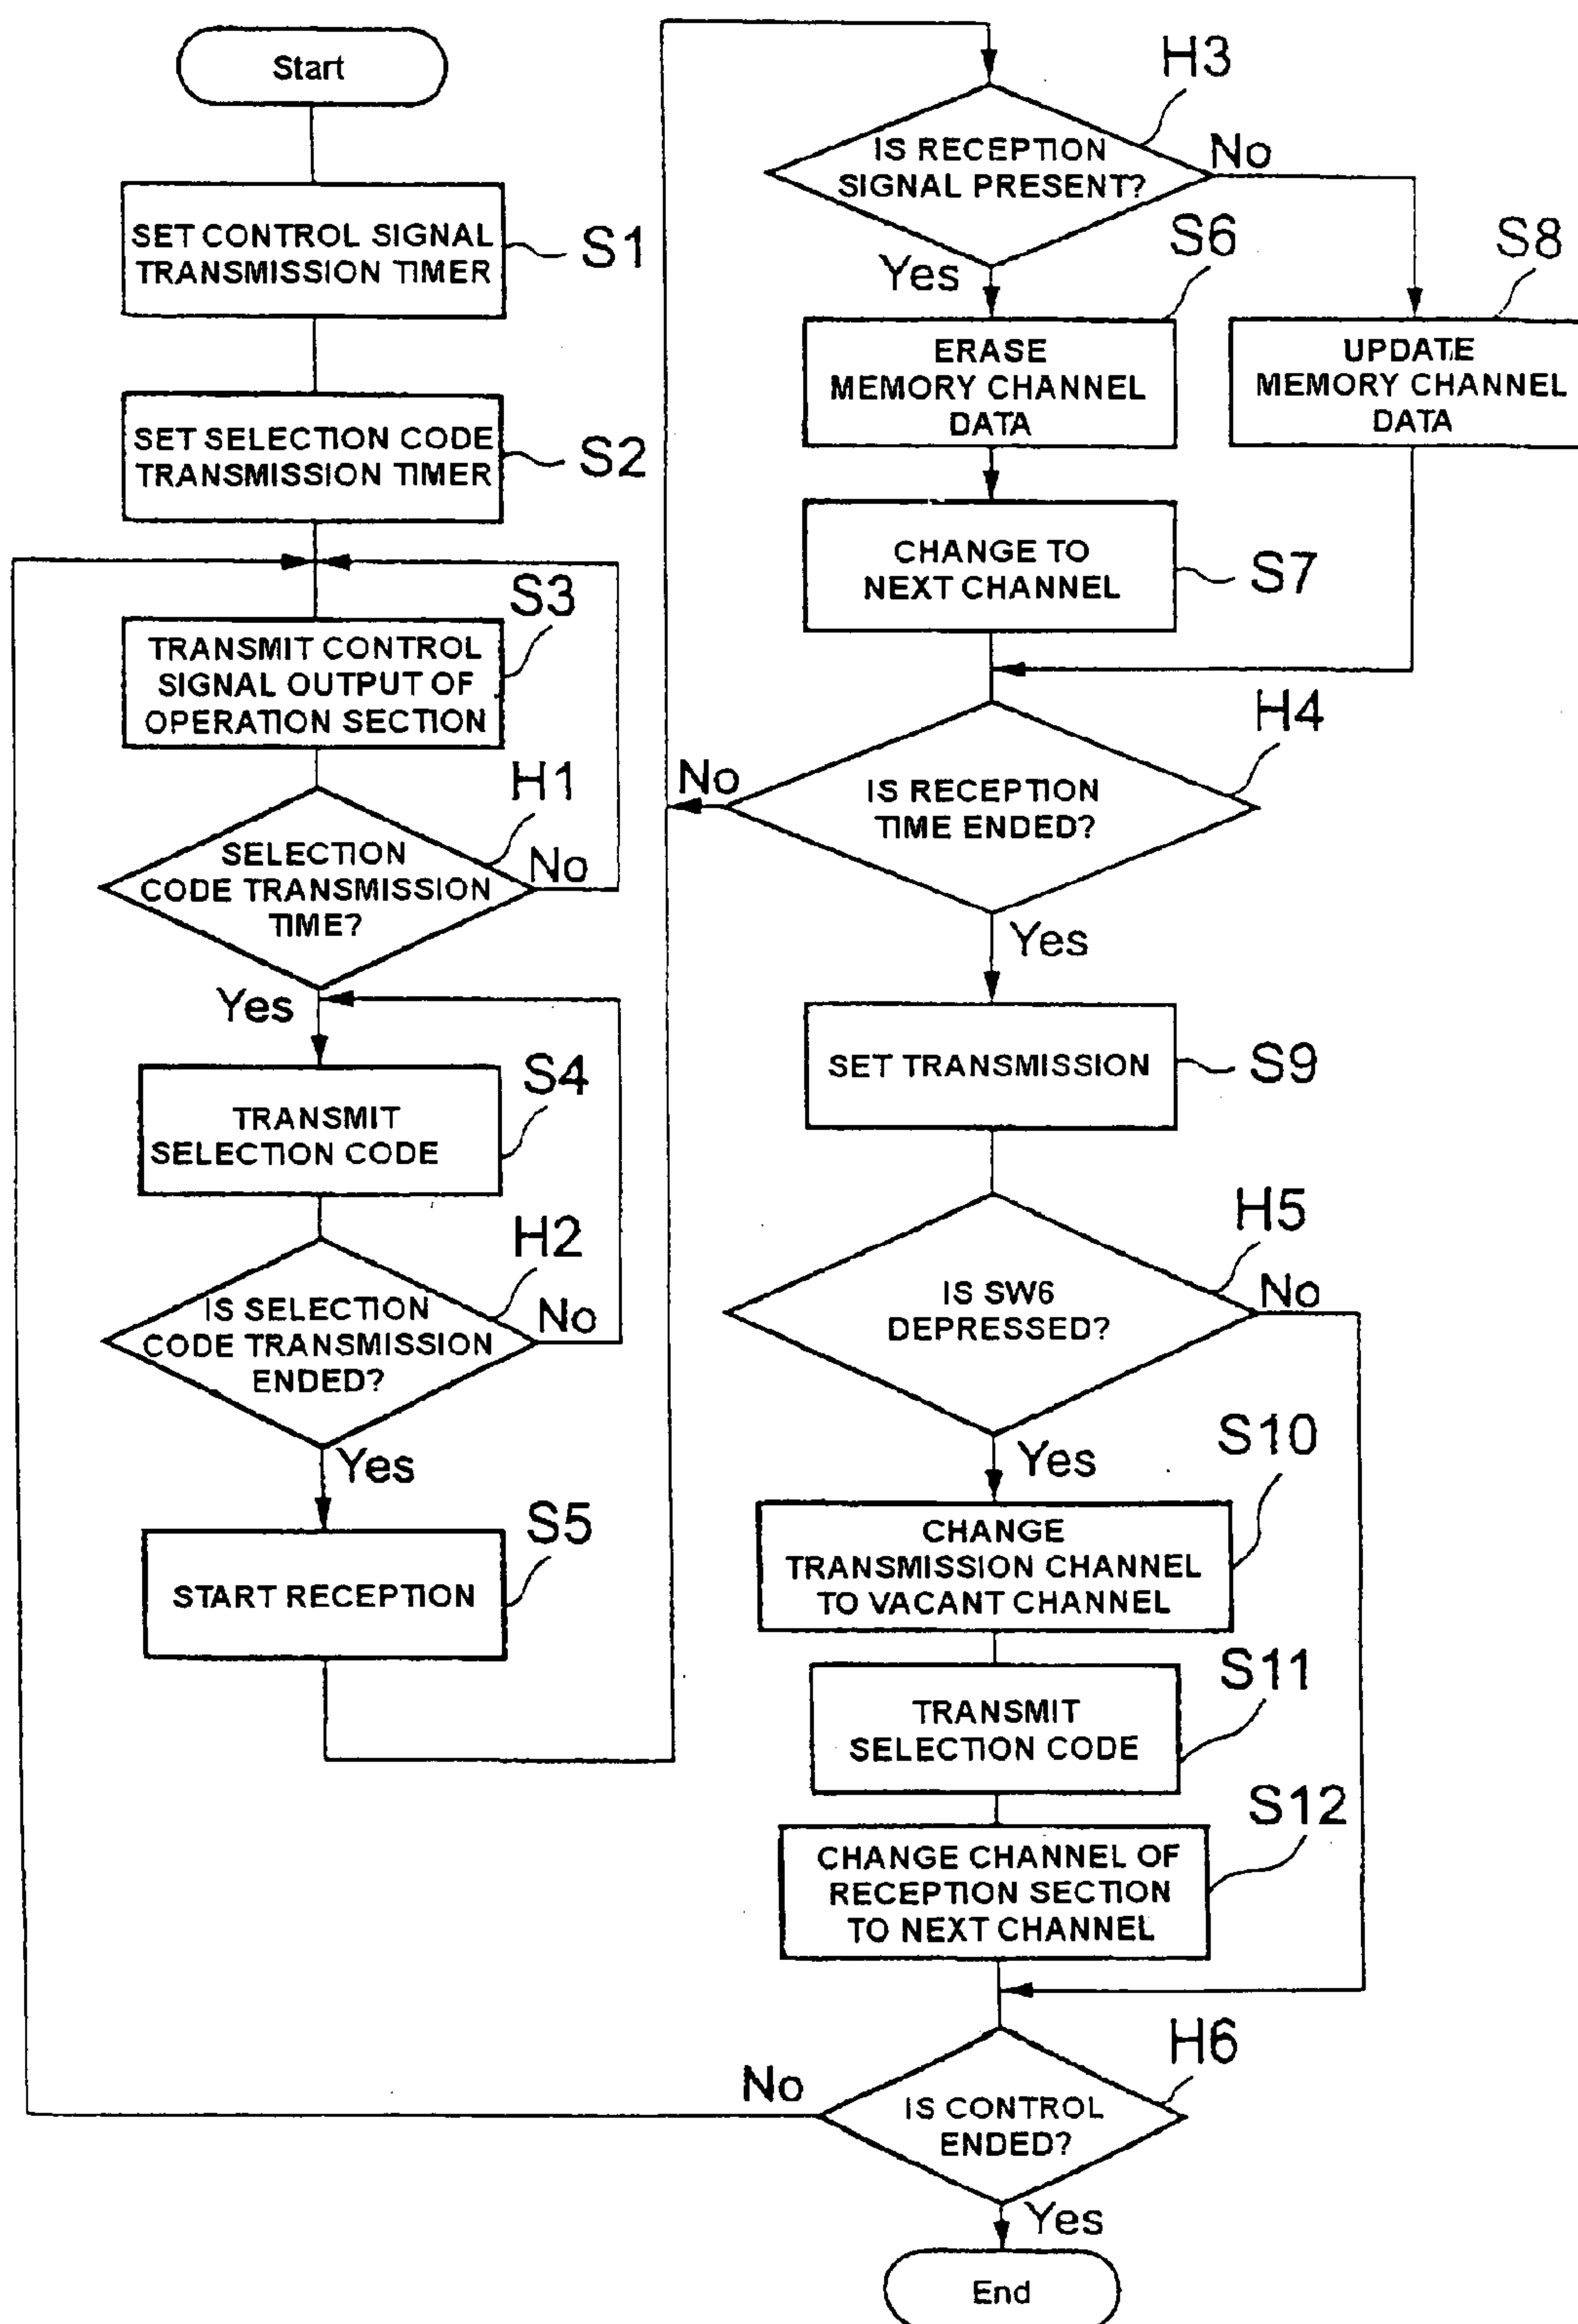 Start
SET CONTROL SIGNAL
TRANSMISSION TIMER
S1
SET SELECTION CODE
TRANSMISSION TIMER
S2
S3
TRANSMIT CONTROL
SIGNAL OUTPUT OF
OPERATION SECTION
H1
SELECTION
CODE TRANSMISSION
TIME?
No
Yes
S4
TRANSMIT
SELECTION CODE
H2
IS SELECTION
CODE TRANSMISSION
ENDED?
No
Yes
S5
START RECEPTION
H3
IS RECEPTION
SIGNAL PRESENT?
No
Yes
S6
ERASE
MEMORY CHANNEL
DATA
S8
UPDATE
MEMORY CHANNEL
DATA
CHANGE TO
NEXT CHANNEL
S7
H4
IS RECEPTION
TIME ENDED?
No
Yes
SET TRANSMISSION
S9
H5
IS SW6
DEPRESSED?
No
Yes
S10
CHANGE
TRANSMISSION CHANNEL
TO VACANT CHANNEL
S11
TRANSMIT
SELECTION CODE
S12
CHANGE CHANNEL OF
RECEPTION SECTION
TO NEXT CHANNEL
H6
IS CONTROL
ENDED?
No
Yes
End